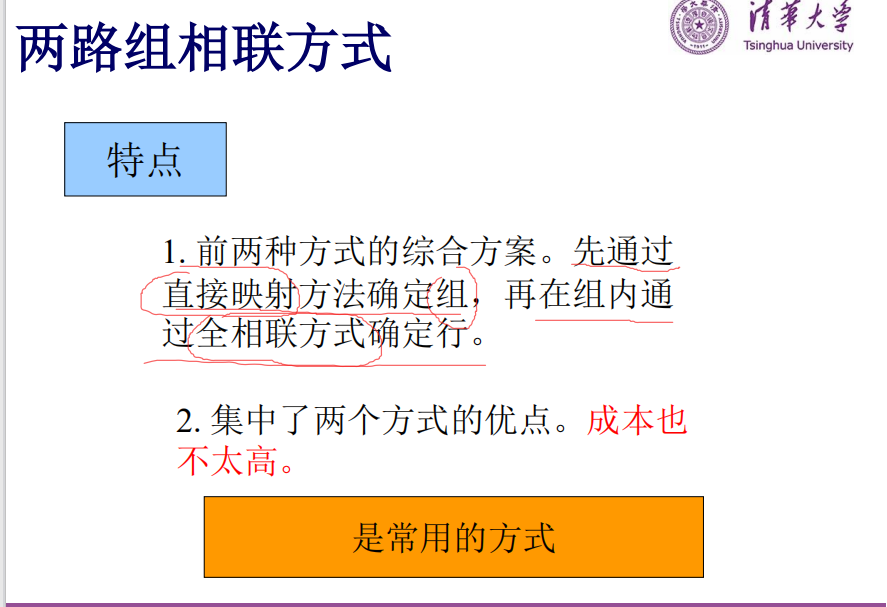 两路组相联方式
清華大学
Tsinghua University
特点
1. 前两种方式的综合方案。先通过
直接映射方法确定组，再在组内通
过全相联方式确定行。
2. 集中了两个方式的优点。成本也
不太高。
是常用的方式